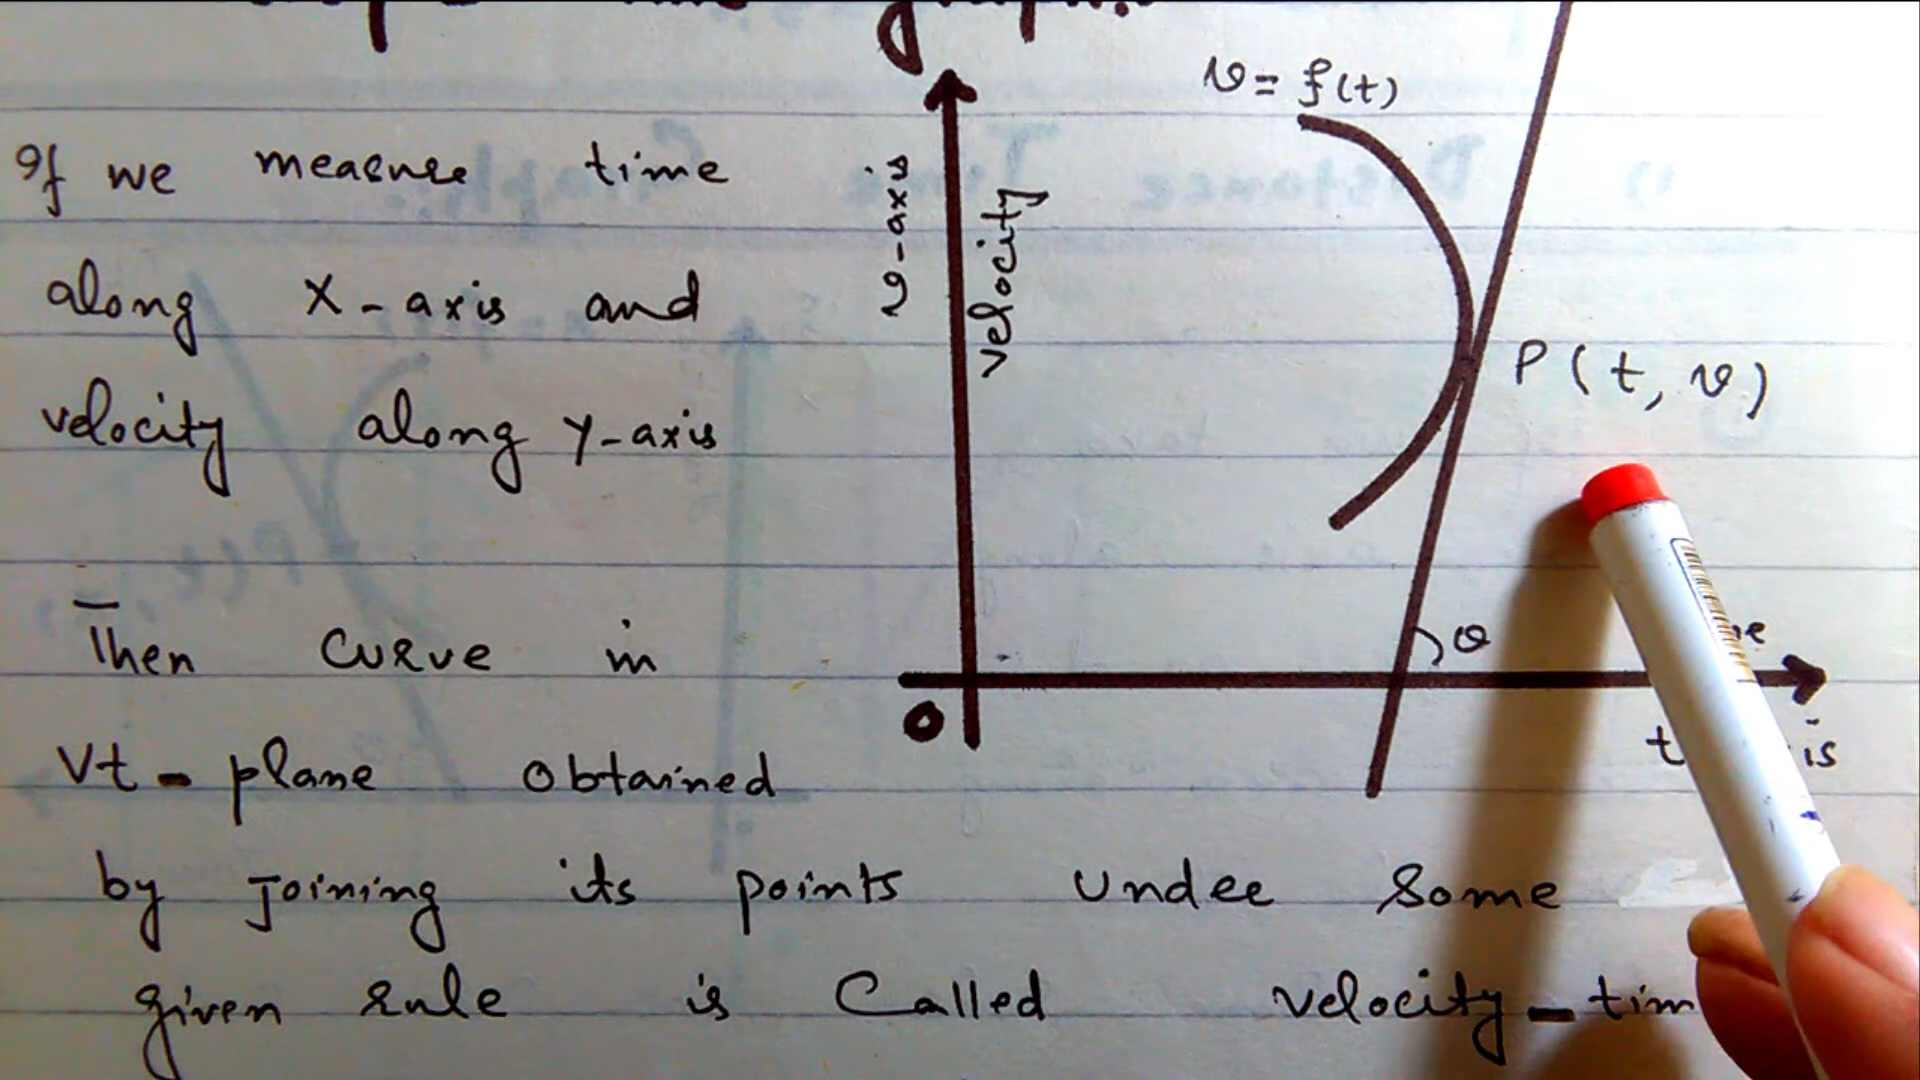 v = f(t)
If we measure time
along X-axis and
velocity along y-axis
v-axis
velocity
P(t, v)
θ
O
Then curve in
Vt-plane obtained
by joining its points under some
given rule is Called velocity-tim